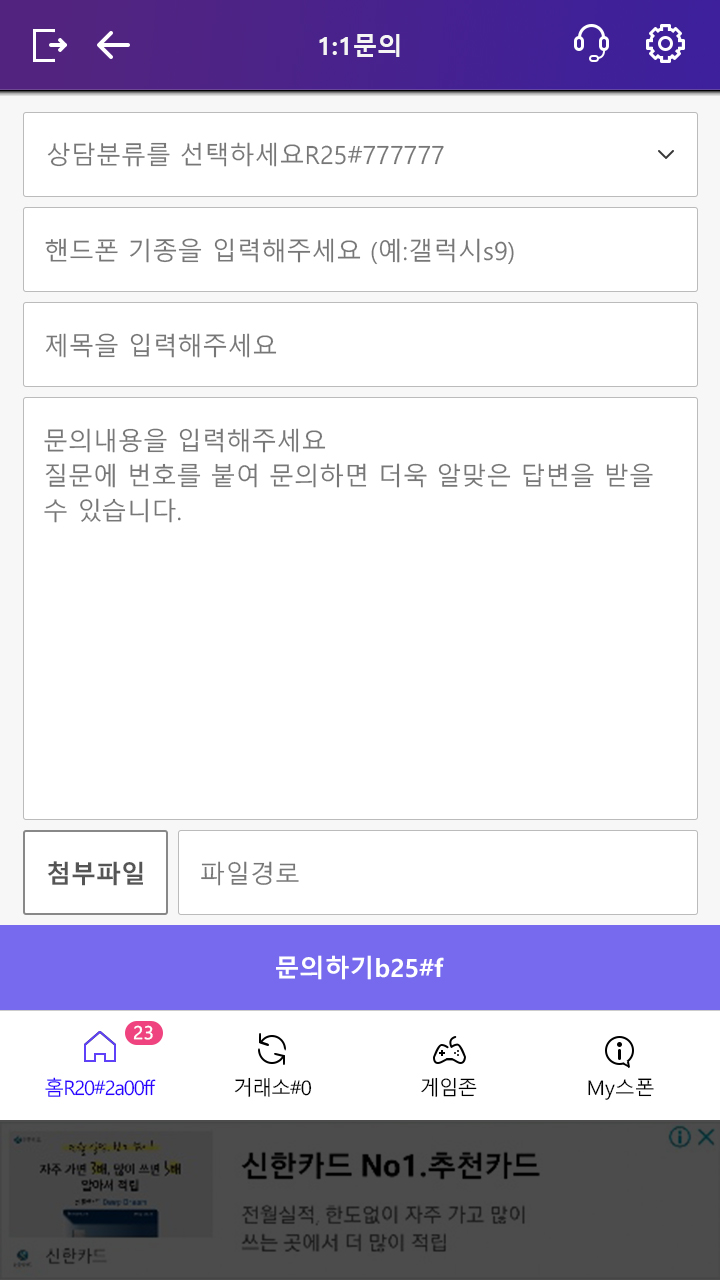 1:1문의
상담분류를 선택하세요R25#777777
핸드폰 기종을 입력해주세요 (예:갤럭시s9)
제목을 입력해주세요
문의내용을 입력해주세요
질문에 번호를 붙여 문의하면 더욱 알맞은 답변을 받을
수 있습니다.
첨부파일
파일경로
문의하기b25#f
23
홈R20#2a00ff
거래소#0
게임존
My스폰
자주 가면 3배, 많이 쓰면 5배
알아서 적립
Deep Dream
신한카드
신한카드 No1.추천카드
전월실적, 한도없이 자주 가고 많이
쓰는 곳에서 더 많이 적립